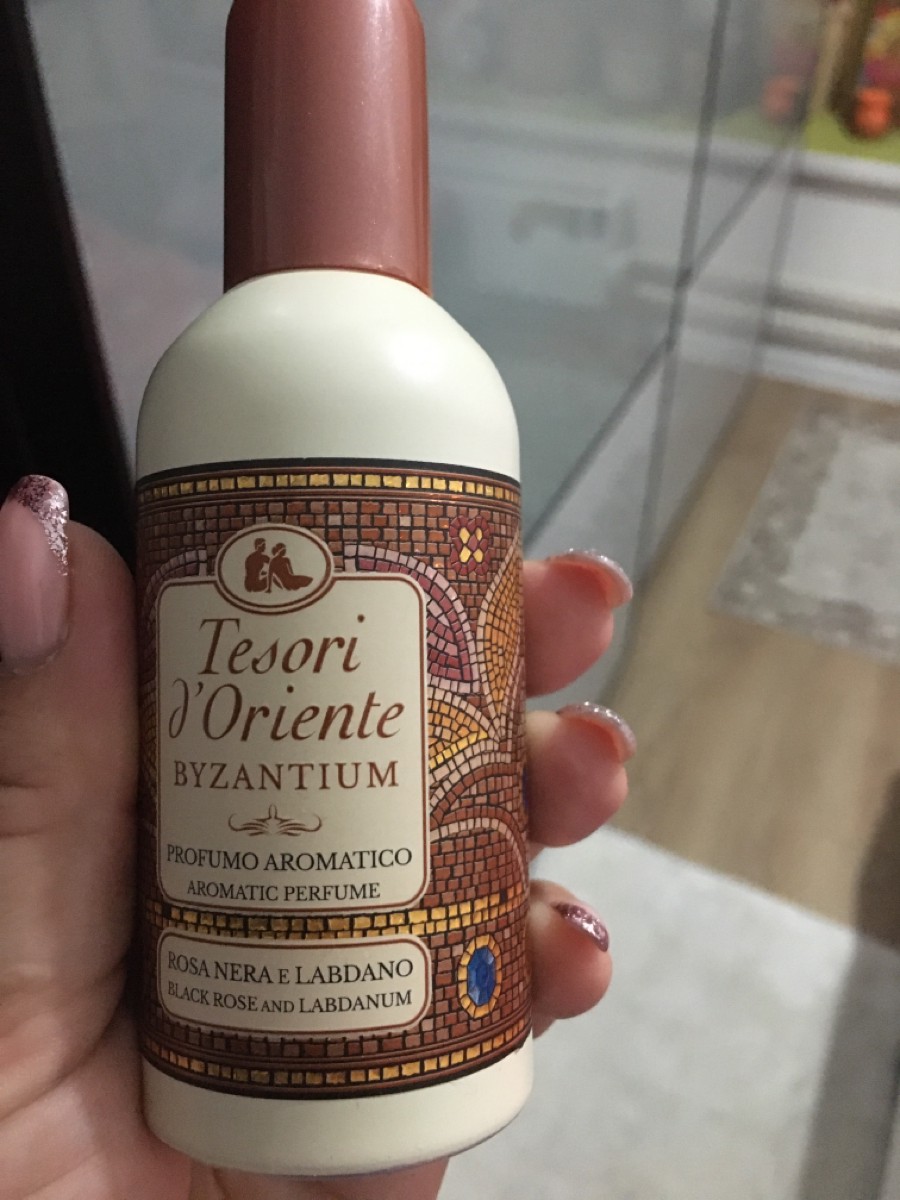 Tesori
d'Oriente
BYZANTIUM
PROFUMO AROMATICO
AROMATIC PERFUME
ROSA NERA E LABDANO
BLACK ROSE AND LABDANUM